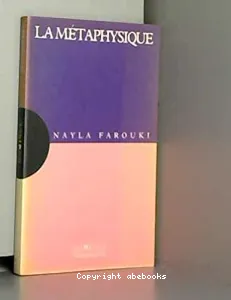 LA MÉTAPHYSIQUE
NAYLA FAROUKI
Copyright @ abebooks